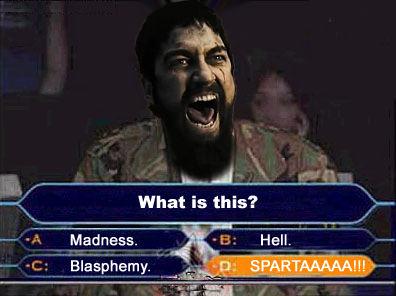 What is this?
A Madness.
B: Hell.
C: Blasphemy.
D: SPARTAAAAA!!!